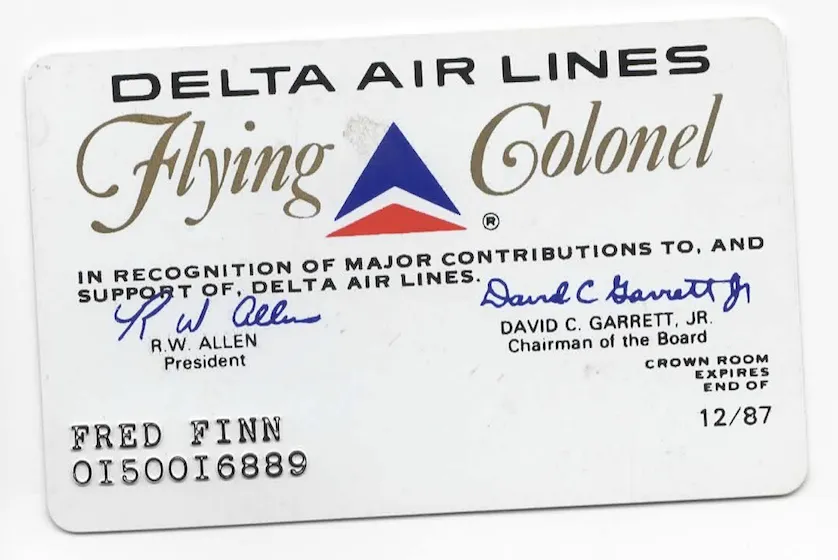 DELTA AIR LINES
Flying Colonel
®
IN RECOGNITION OF MAJOR CONTRIBUTIONS TO, AND
SUPPORT OF, DELTA AIR LINES.
R W Allen
David C Garrett Jr
R.W. ALLEN
President
DAVID C. GARRETT, JR.
Chairman of the Board
CROWN ROOM
EXPIRES
END OF
12/87
FRED FINN
0150016889